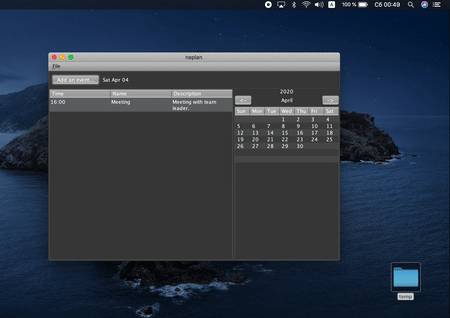 100 %
A
Сб 00:49
neplan
File
Add an event...
Sat Apr 04
Time Name Description
16:00 Meeting Meeting with team
leader.
2020
<- April ->
Sun Mon Tue Wed Thu Fri Sat
1 2 3 4
5 6 7 8 9 10 11
12 13 14 15 16 17 18
19 20 21 22 23 24 25
26 27 28 29 30
temp